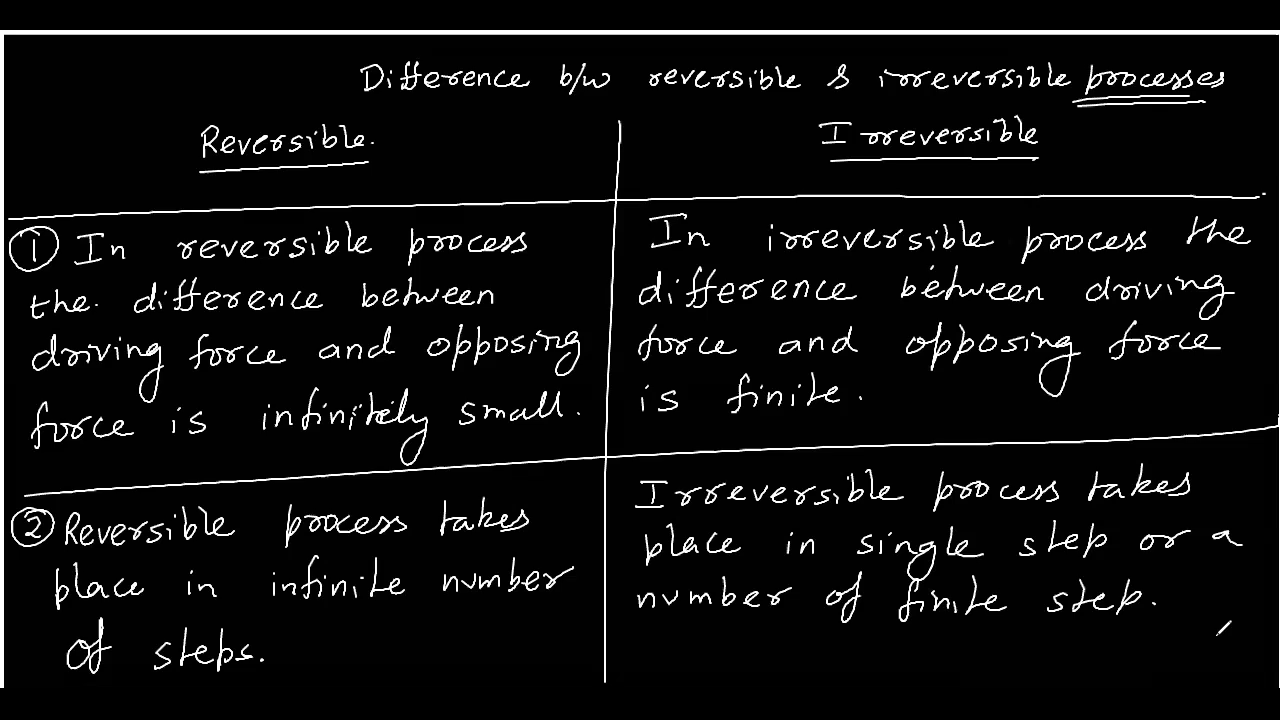 Difference b/w reversible & irreversible processes
Reversible.
Irreversible
① In reversible process
the. difference between
driving force and opposing
force is infinitely small.
In irreversible process the
difference between driving
force and opposing force
is finite.
② Reversible process takes
place in infinite number
of steps.
Irreversible process takes
place in single step or a
number of finite step.